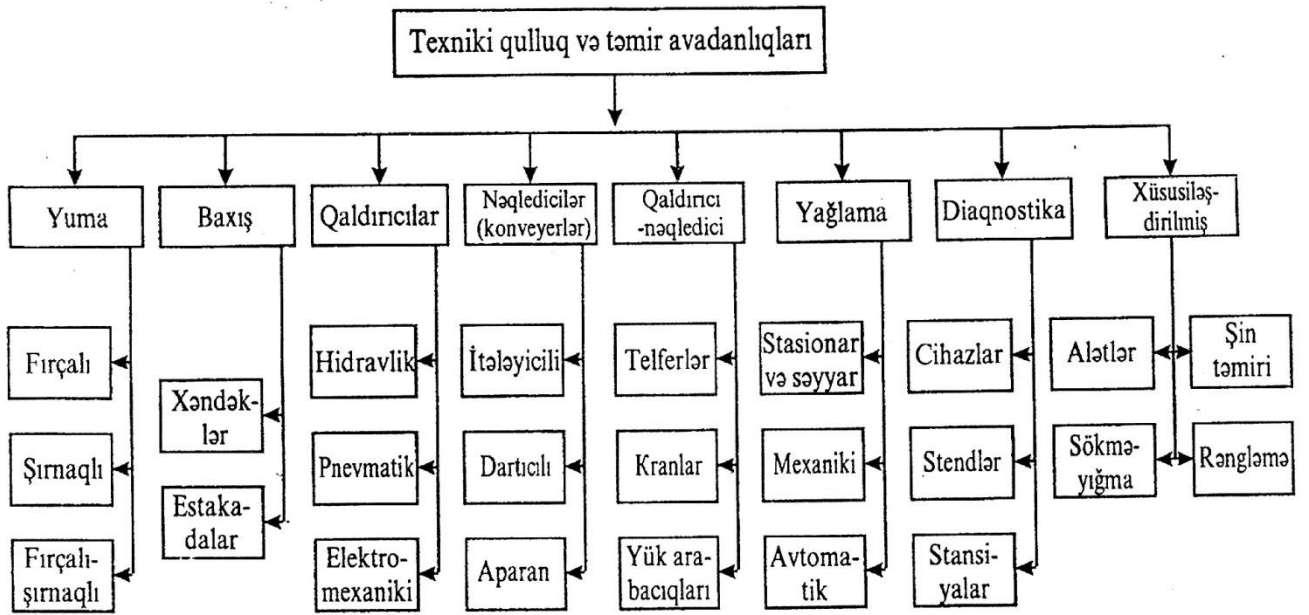 Texniki qulluq və təmir avadanlıqları
Yuma
Baxış
Qaldırıcılar
Nəqledicilər
(konveyerlər)
Qaldırıcı
-nəqledici
Yağlama
Diaqnostika
Xüsusiləş-
dirilmiş
Fırçalı
Şırnaqlı
Fırçalı-
şırnaqlı
Xəndək-
lər
Estaka-
dalar
Hidravlik
Pnevmatik
Elektro-
mexaniki
İtələyicili
Dartıcılı
Aparan
Telferlər
Kranlar
Yük ara-
bacıqları
Stasionar
və səyyar
Mexaniki
Avtoma-
tik
Cihazlar
Stendlər
Stansi-
yalar
Alətlər
Sökmə-
yığma
Şin
təmiri
Rəngləmə